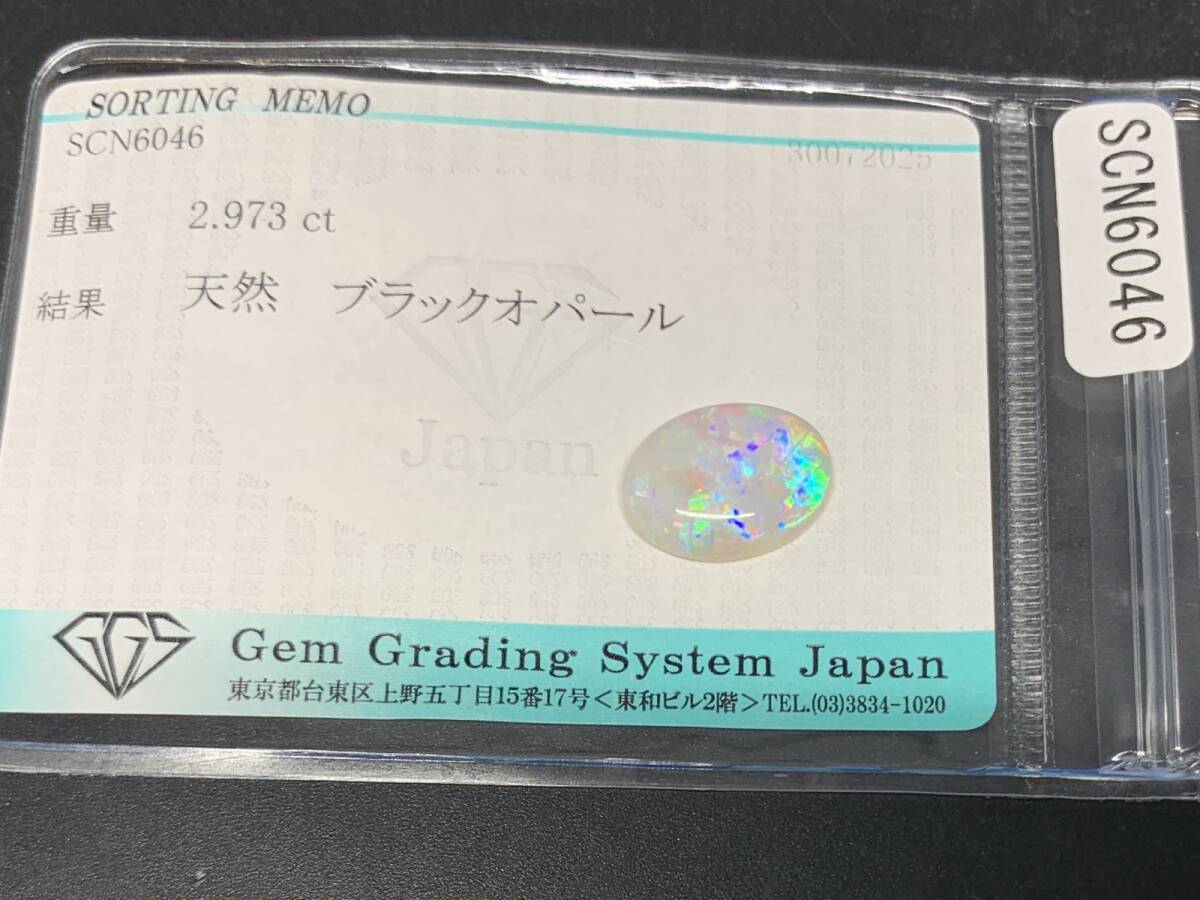 SORTING MEMO
SCN6046
30072025
重量 2.973 ct
結果 天然 ブラックオパール
Japan
GGS
Gem Grading System Japan
東京都台東区上野五丁目15番17号<東和ビル2階>TEL.(03)3834-1020
SCN6046